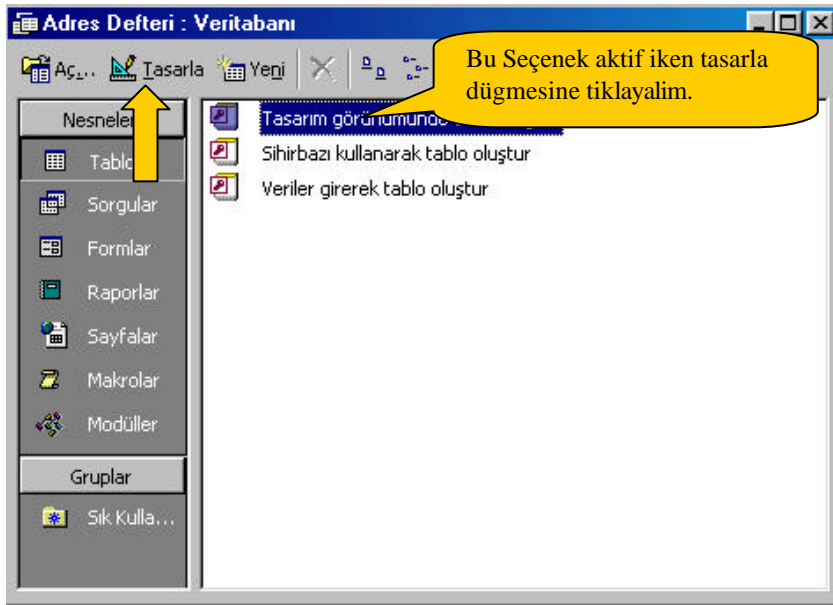 Adres Defteri : Veritabanı
Aç... Tasarla Yeni
Bu Seçenek aktif iken tasarla
dügmesine tiklayalim.
Nesnele
Tablo
Sorgular
Formlar
Raporlar
Sayfalar
Makrolar
Modüller
Gruplar
Sık Kulla...
Tasarım görünümünde
Sihirbazı kullanarak tablo oluştur
Veriler girerek tablo oluştur